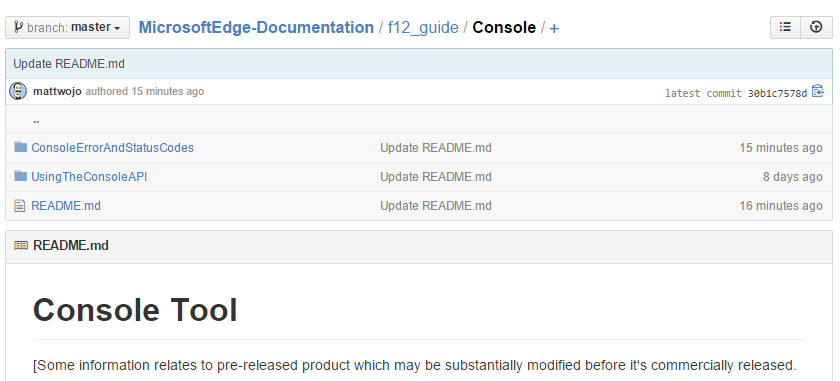 branch: master MicrosoftEdge-Documentation / f12_guide / Console / +
Update README.md
mattwojo authored 15 minutes ago latest commit 30b1c7578d
..
ConsoleErrorAndStatusCodes Update README.md 15 minutes ago
UsingTheConsoleAPI Update README.md 8 days ago
README.md Update README.md 16 minutes ago
README.md
Console Tool
[Some information relates to pre-released product which may be substantially modified before it's commercially released.